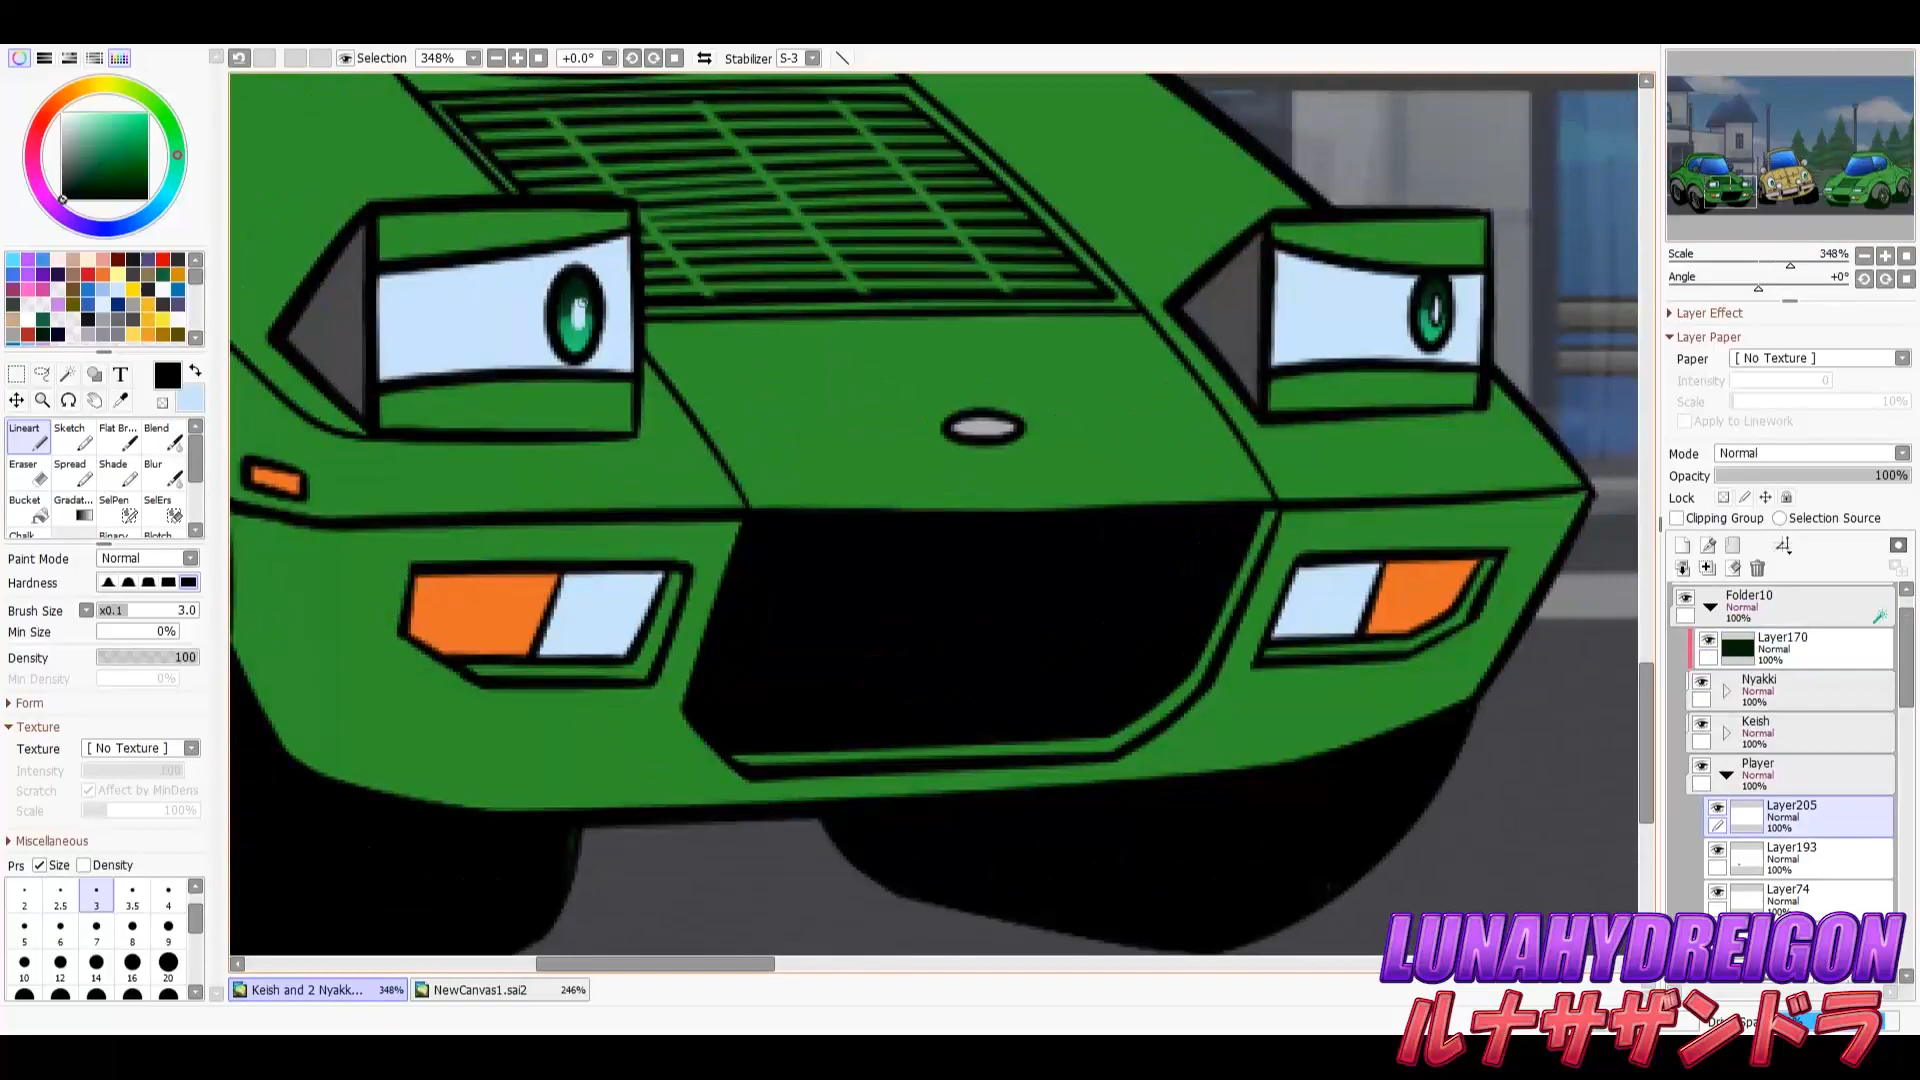 Selection 348% +0.0° Stabilizer S-3
Scale 348%
Angle +0°
Layer Effect
Layer Paper
Paper [ No Texture ]
Intensity 0
Scale 10%
Apply to Linework
Mode Normal
Opacity 100%
Lock
Clipping Group Selection Source
Folder10
Normal
100%
Layer170
Normal
100%
Nyakki
Normal
100%
Keish
Normal
100%
Player
Normal
100%
Layer205
Normal
100%
Layer193
Normal
100%
Layer74
Normal
T
Lineart Sketch Flat Br... Blend
Eraser Spread Shade Blur
Bucket Gradat... SelPen SelErs
Chalk Binary Blotch
Paint Mode Normal
Hardness
Brush Size x0.1 3.0
Min Size 0%
Density 100
Min Density 0%
Form
Texture
Texture [ No Texture ]
Intensity 100
Scratch Affect by MinDens
Scale 100%
Miscellaneous
Prs Size Density
2 2.5 3 3.5 4
5 6 7 8 9
10 12 14 16 20
Keish and 2 Nyakk... 348% NewCanvas1.sai2 246%
LUNAHYDREIGON
ルナサザンドラ